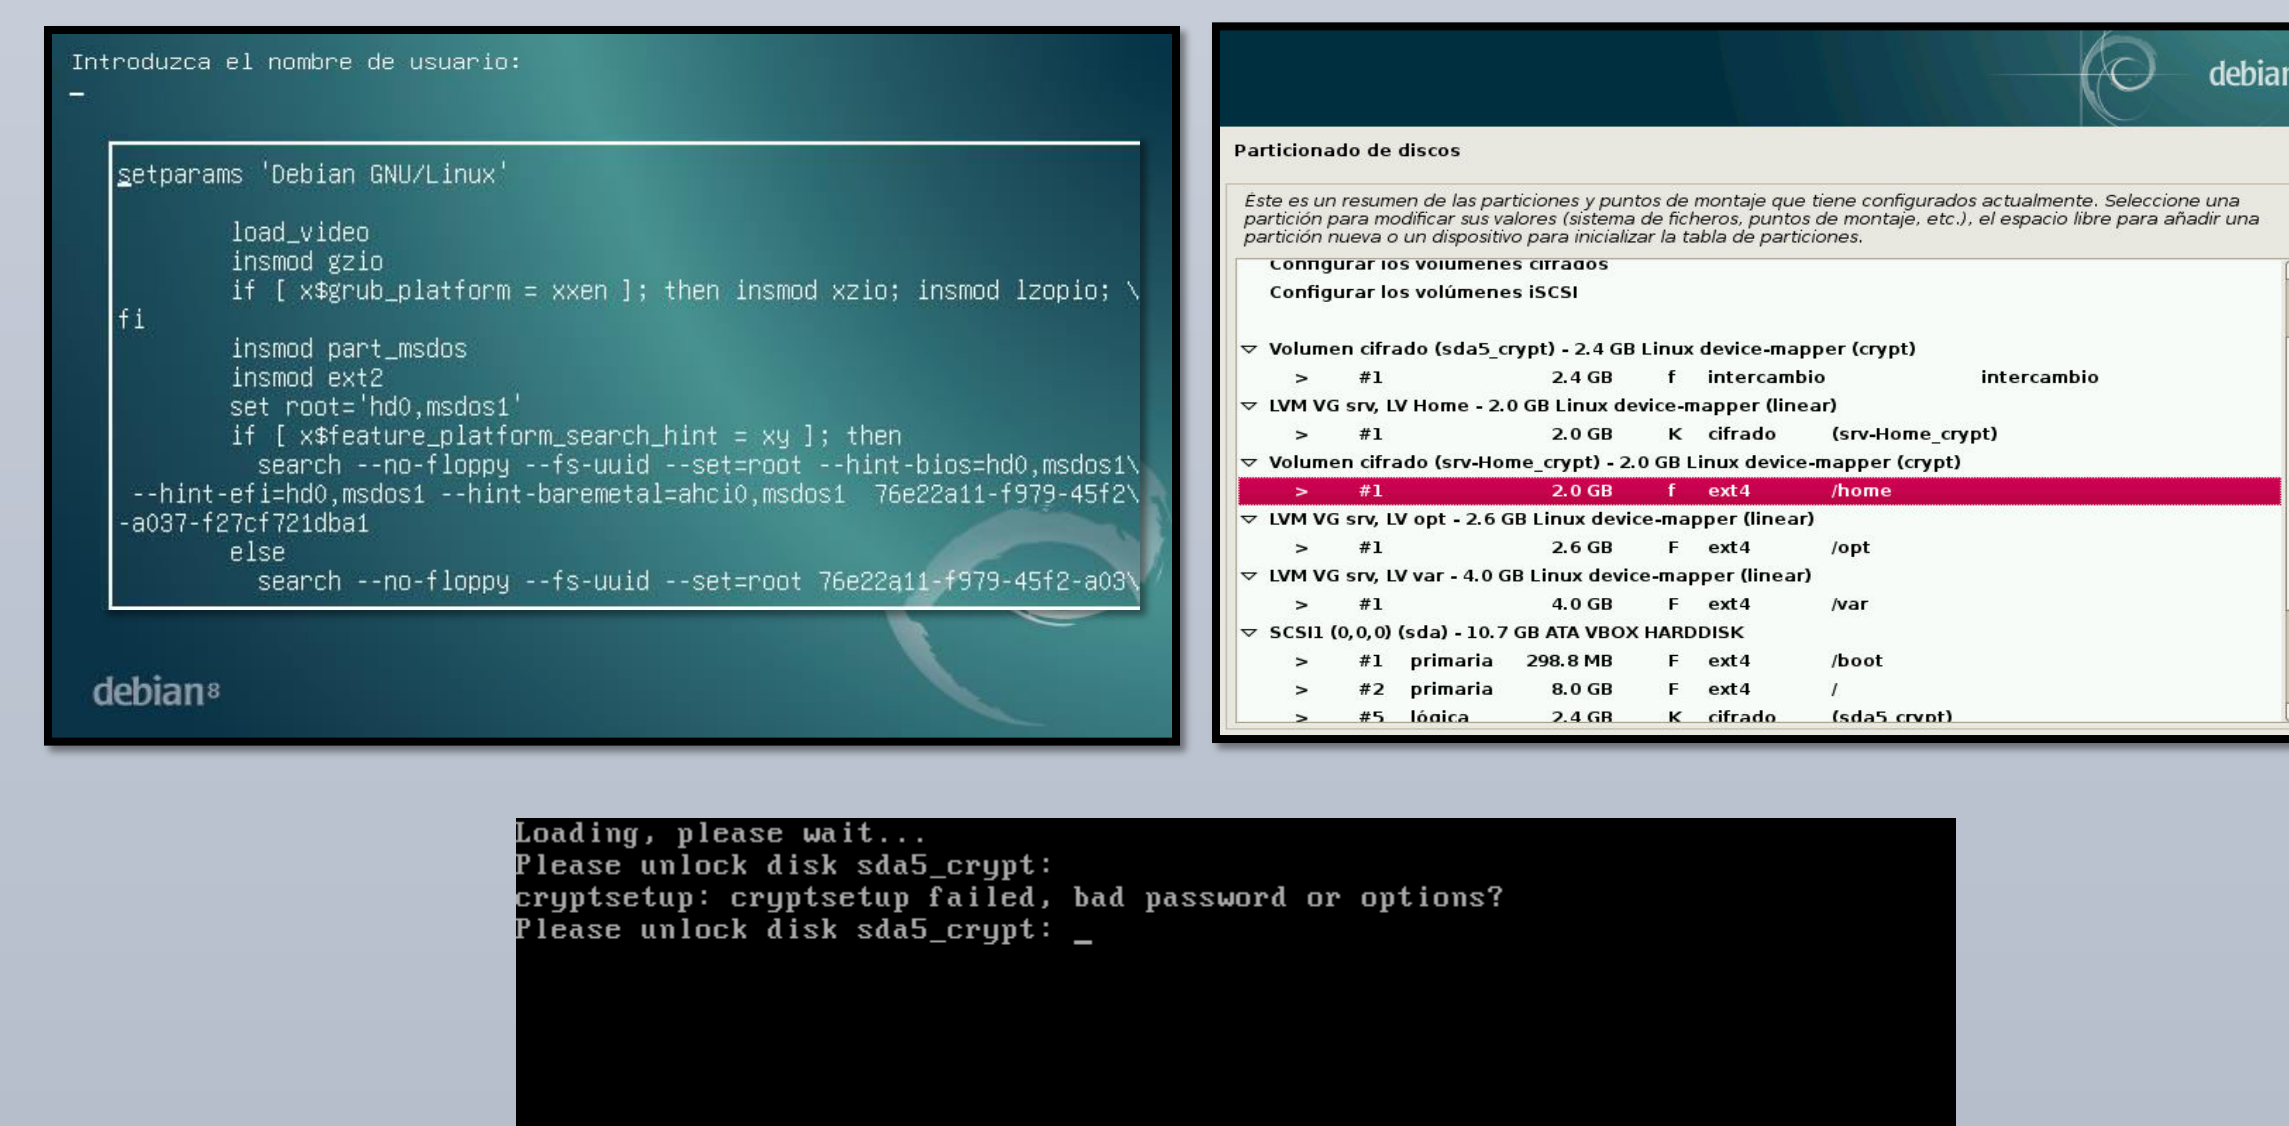 Introduzca el nombre de usuario:
setparams 'Debian GNU/Linux'
load_video
insmod gzio
if [ x$grub_platform = xxen ]; then insmod xzio; insmod lzopio; \
fi
insmod part_msdos
insmod ext2
set root='hd0,msdos1'
if [ x$feature_platform_search_hint = xy ]; then
search --no-floppy --fs-uuid --set=root --hint-bios=hd0,msdos1\
--hint-efi=hd0,msdos1 --hint-baremetal=ahci0,msdos1  76e22a11-f979-45f2\
-a037-f27cf721dba1
else
search --no-floppy --fs-uuid --set=root 76e22a11-f979-45f2-a03\
debian 8
debian
Particionado de discos
Éste es un resumen de las particiones y puntos de montaje que tiene configurados actualmente. Seleccione una
partición para modificar sus valores (sistema de ficheros, puntos de montaje, etc.), el espacio libre para añadir una
partición nueva o un dispositivo para inicializar la tabla de particiones.
Configurar los volúmenes cifrados
Configurar los volúmenes iSCSI
Volumen cifrado (sda5_crypt) - 2.4 GB Linux device-mapper (crypt)
> #1 2.4 GB f intercambio intercambio
LVM VG srv, LV Home - 2.0 GB Linux device-mapper (linear)
> #1 2.0 GB K cifrado (srv-Home_crypt)
Volumen cifrado (srv-Home_crypt) - 2.0 GB Linux device-mapper (crypt)
> #1 2.0 GB f ext4 /home
LVM VG srv, LV opt - 2.6 GB Linux device-mapper (linear)
> #1 2.6 GB F ext4 /opt
LVM VG srv, LV var - 4.0 GB Linux device-mapper (linear)
> #1 4.0 GB F ext4 /var
SCSI1 (0,0,0) (sda) - 10.7 GB ATA VBOX HARDDISK
> #1 primaria 298.8 MB F ext4 /boot
> #2 primaria 8.0 GB F ext4 /
> #5 lógica 2.4 GB K cifrado (sda5_crypt)
Loading, please wait...
Please unlock disk sda5_crypt:
cryptsetup: cryptsetup failed, bad password or options?
Please unlock disk sda5_crypt: _